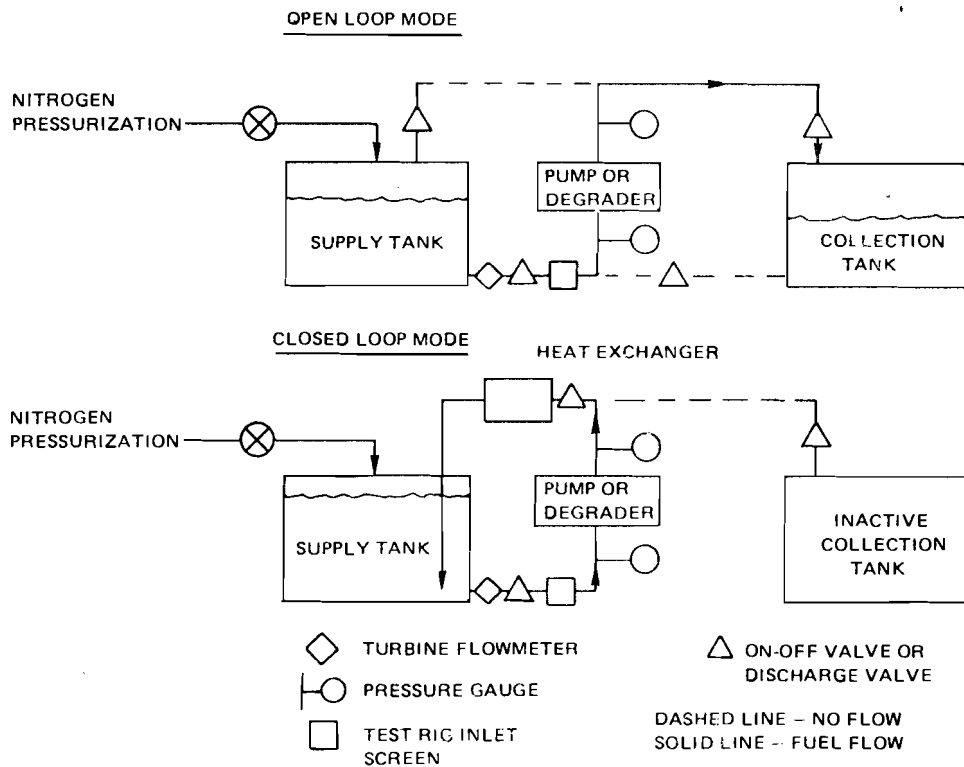 OPEN LOOP MODE
NITROGEN
PRESSURIZATION
PUMP OR
DEGRADER
SUPPLY TANK
COLLECTION
TANK
CLOSED LOOP MODE
HEAT EXCHANGER
NITROGEN
PRESSURIZATION
PUMP OR
DEGRADER
SUPPLY TANK
INACTIVE
COLLECTION
TANK
TURBINE FLOWMETER
PRESSURE GAUGE
TEST RIG INLET
SCREEN
ON-OFF VALVE OR
DISCHARGE VALVE
DASHED LINE – NO FLOW
SOLID LINE – FUEL FLOW